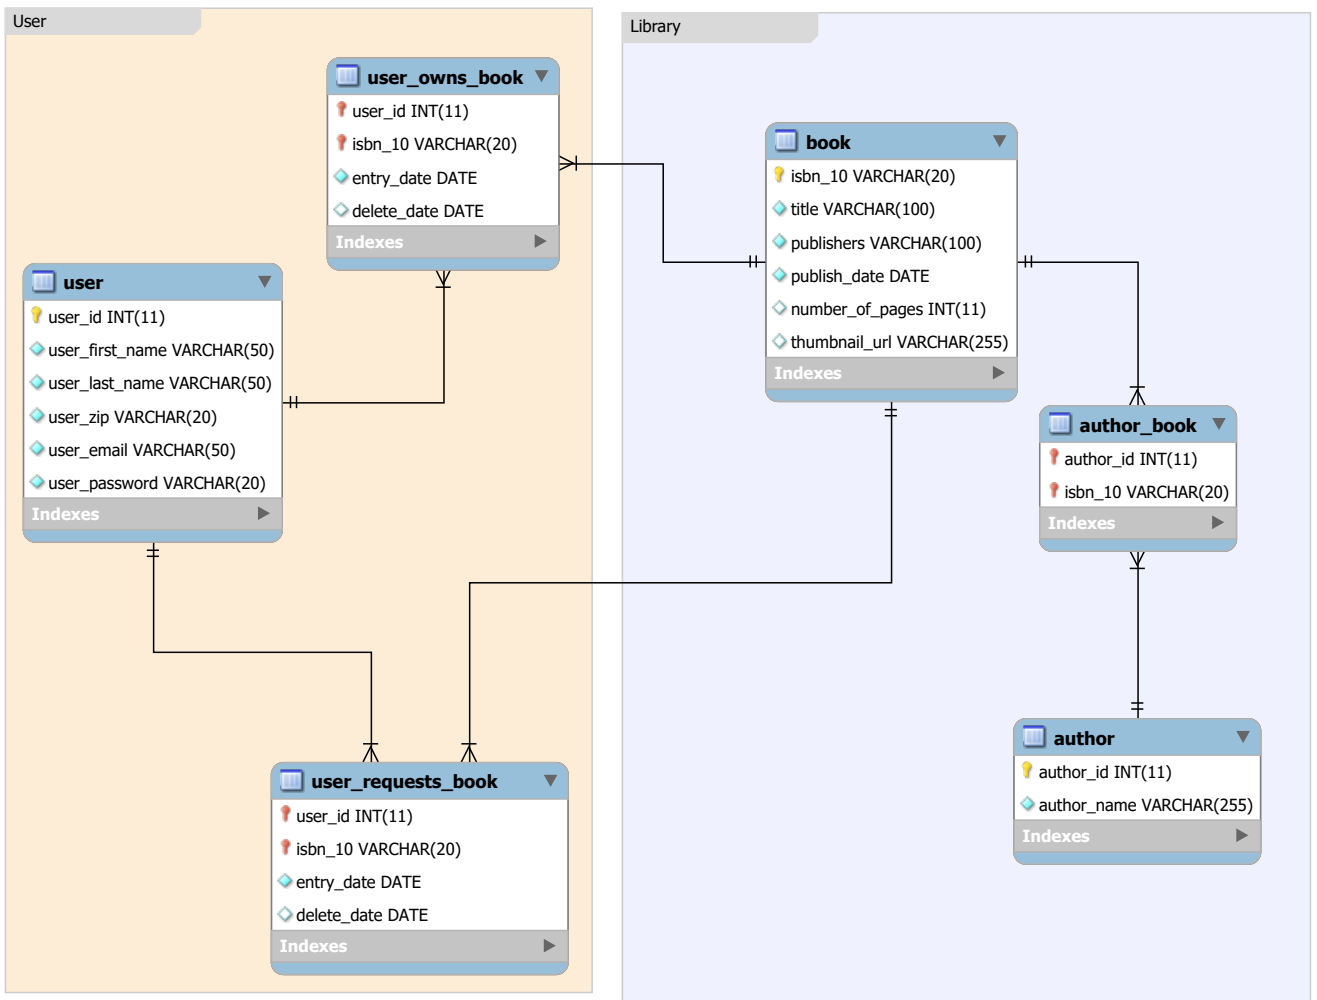 User
user_owns_book
user_id INT(11)
isbn_10 VARCHAR(20)
entry_date DATE
delete_date DATE
Indexes
user
user_id INT(11)
user_first_name VARCHAR(50)
user_last_name VARCHAR(50)
user_zip VARCHAR(20)
user_email VARCHAR(50)
user_password VARCHAR(20)
Indexes
user_requests_book
user_id INT(11)
isbn_10 VARCHAR(20)
entry_date DATE
delete_date DATE
Indexes
Library
book
isbn_10 VARCHAR(20)
title VARCHAR(100)
publishers VARCHAR(100)
publish_date DATE
number_of_pages INT(11)
thumbnail_url VARCHAR(255)
Indexes
author_book
author_id INT(11)
isbn_10 VARCHAR(20)
Indexes
author
author_id INT(11)
author_name VARCHAR(255)
Indexes